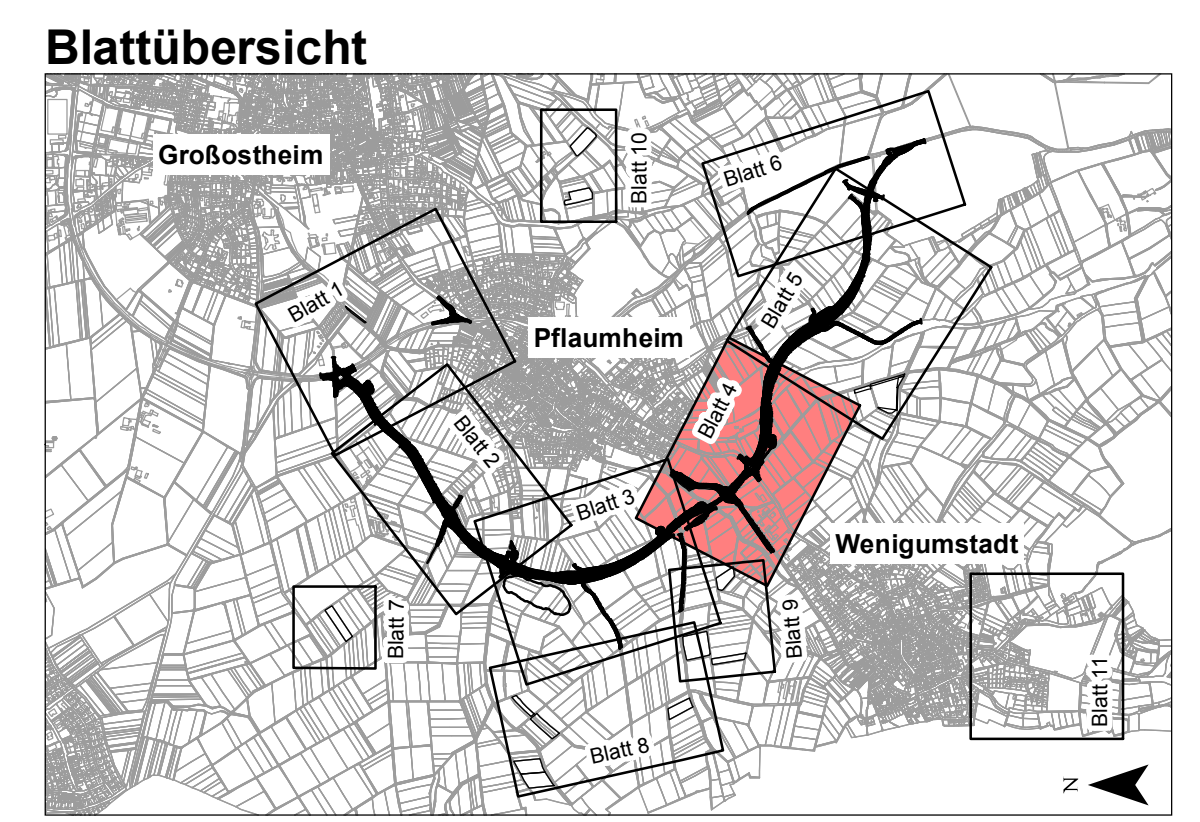 Blattübersicht
Großostheim
Blatt 10
Blatt 6
Blatt 1
Blatt 5
Pflaumheim
Blatt 4
Blatt 2
Blatt 3
Wenigumstadt
Blatt 7
Blatt 9
Blatt 11
Blatt 8
N